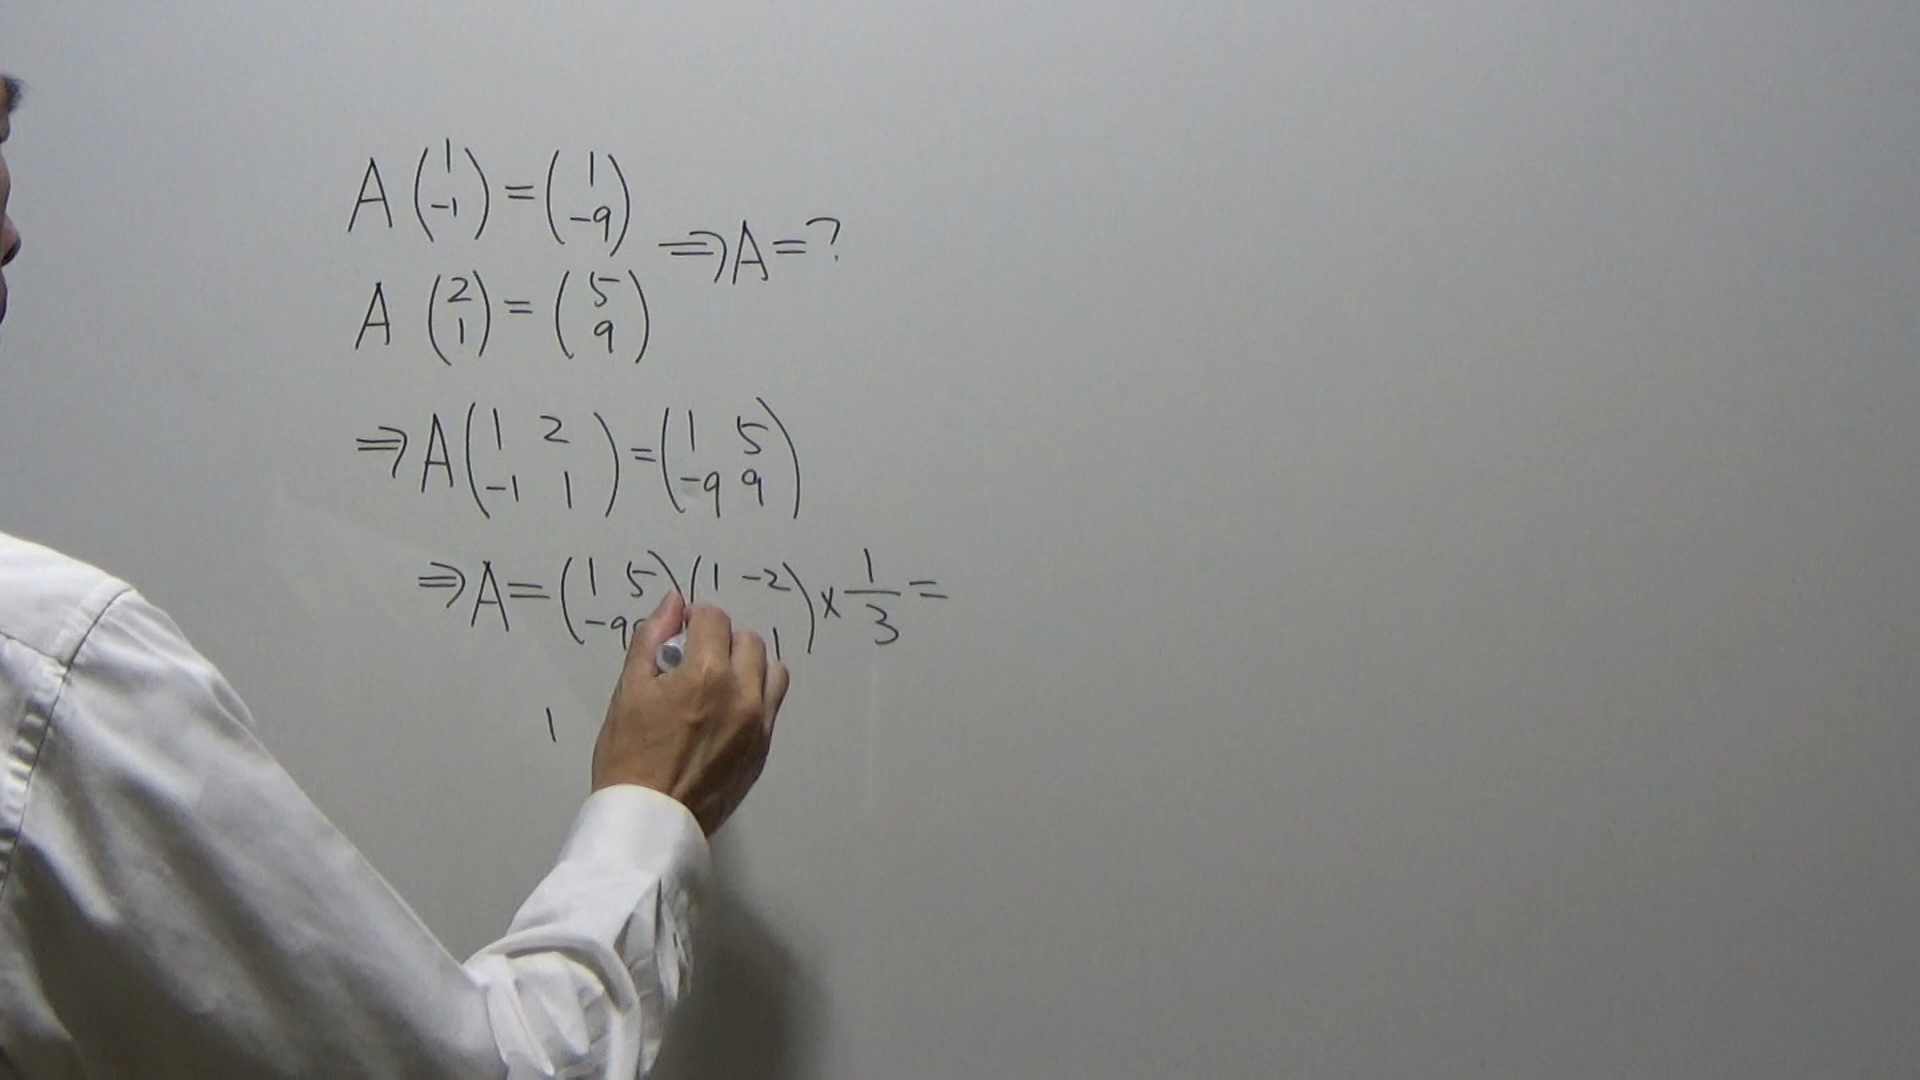 A(1 -1) = (1 -9)
⇒ A = ?
A (2 1) = (5 9)
⇒ A(1 2 -1 1) = (1 5 -9 9)
⇒ A = (1 5 -9)(1 -2 1) × 1/3 =
1